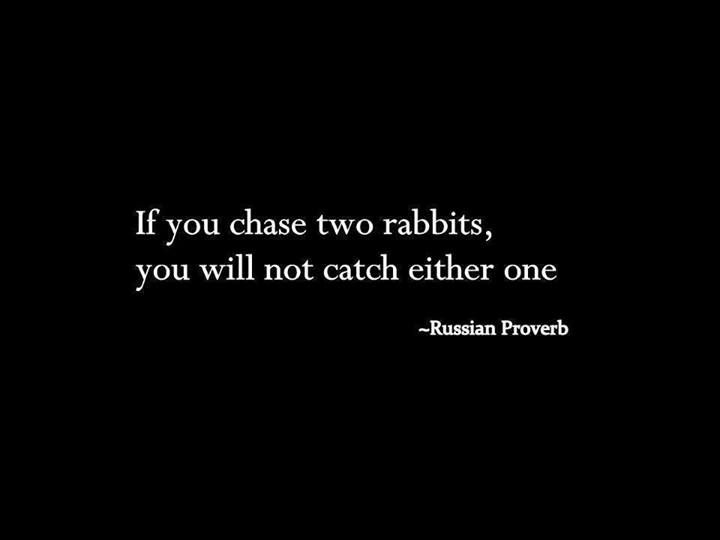 If you chase two rabbits,
you will not catch either one
~Russian Proverb